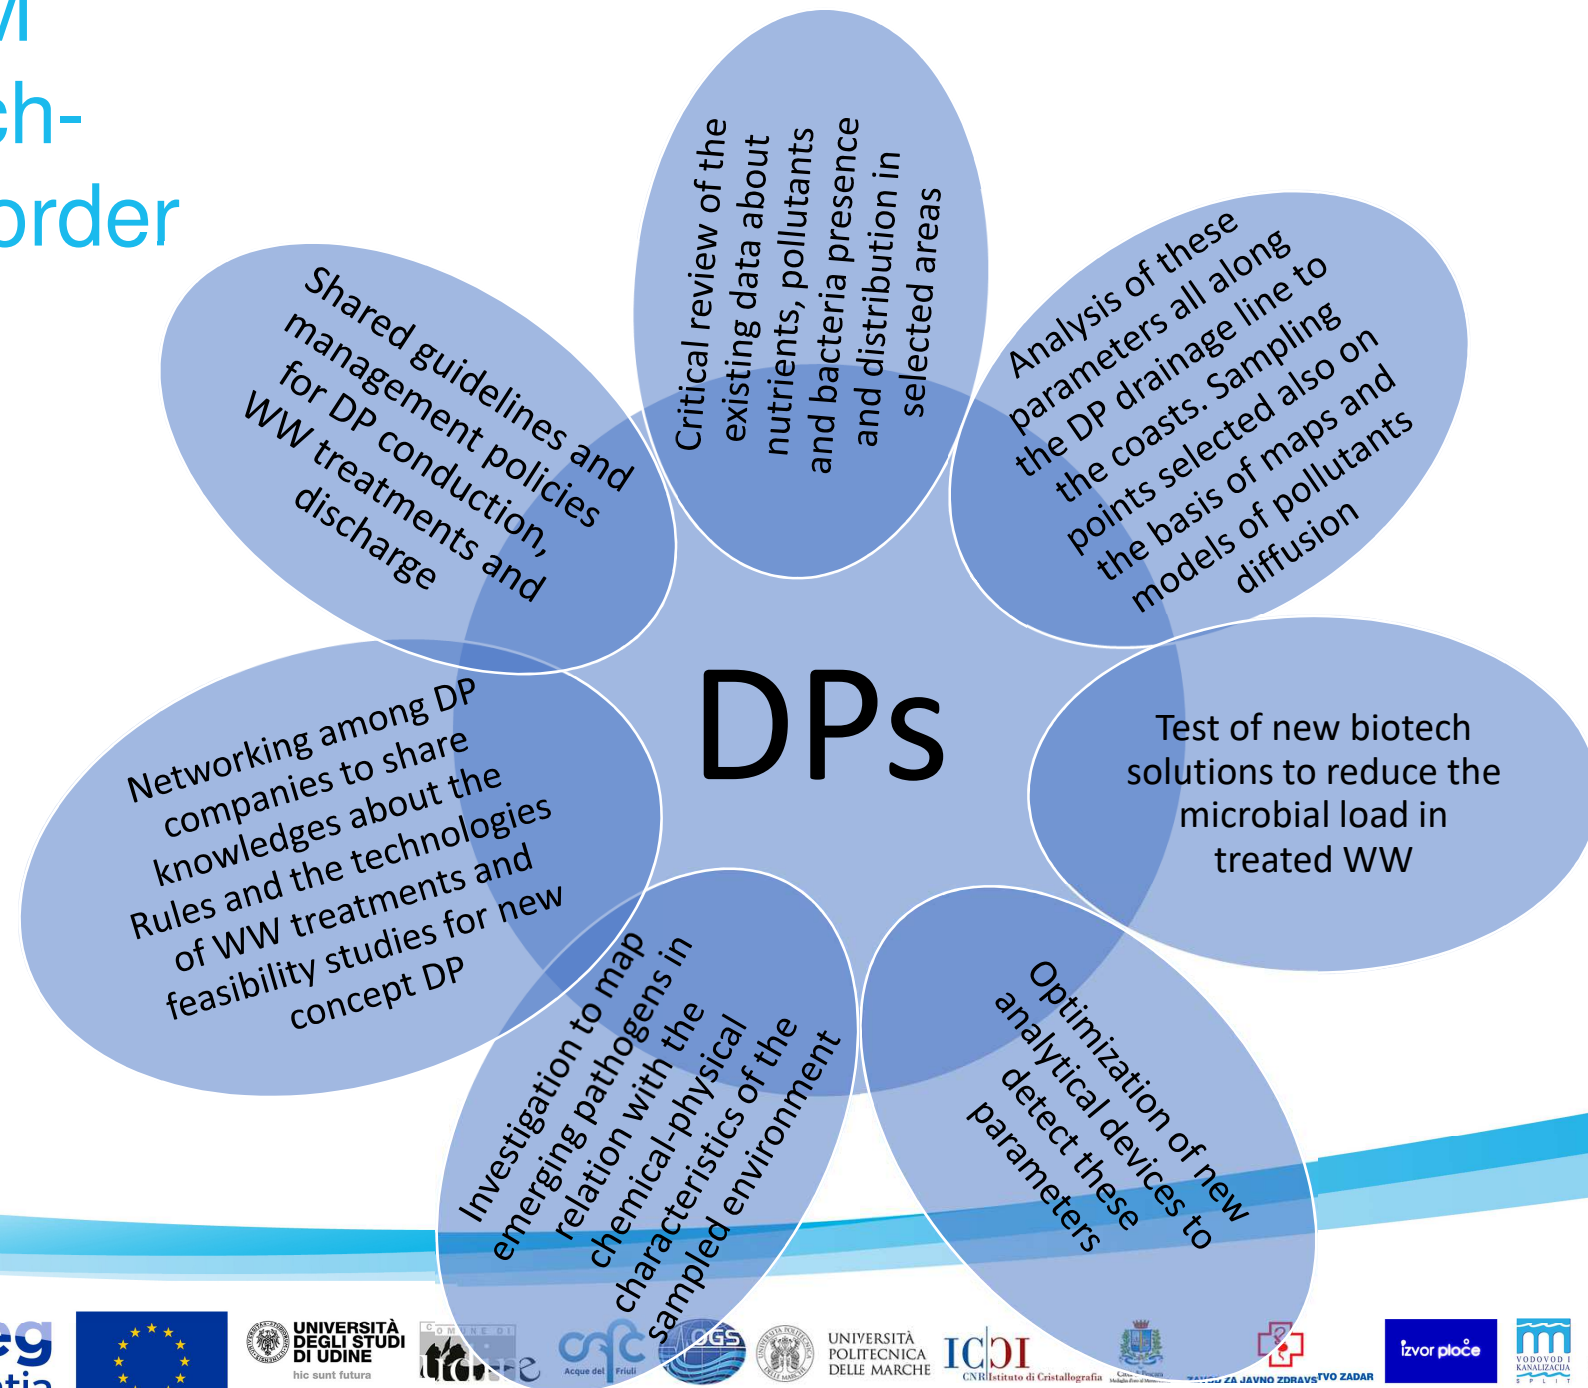 ch-
order
Critical review of the
existing data about
nutrients, pollutants
and bacteria presence
and distribution in
selected areas
Analysis of these
parameters all along
the DP drainage line to
the coasts. Sampling
points selected also on
the basis of maps and
models of pollutants
diffusion
Test of new biotech
solutions to reduce the
microbial load in
treated WW
Optimization of new
analytical devices to
detect these
parameters
Investigation to map
emerging pathogens in
relation with the
chemical-physical
characteristics of the
sampled environment
Networking among DP
companies to share
knowledges about the
Rules and the technologies
of WW treatments and
feasibility studies for new
concept DP
Shared guidelines and
management policies
for DP conduction,
WW treatments and
discharge
DPs
eg
UNIVERSITÀ
DEGLI STUDI
DI UDINE
hic sunt futura
COMUNE DI
cafc
Acque del Friuli
OGS
UNIVERSITÀ
POLITECNICA
DELLE MARCHE
CNR Istituto di Cristallografia
ZAVOD ZA JAVNO ZDRAVSTVO ZADAR
izvor ploče
VODOVOD I
KANALIZACIJA
SPLIT